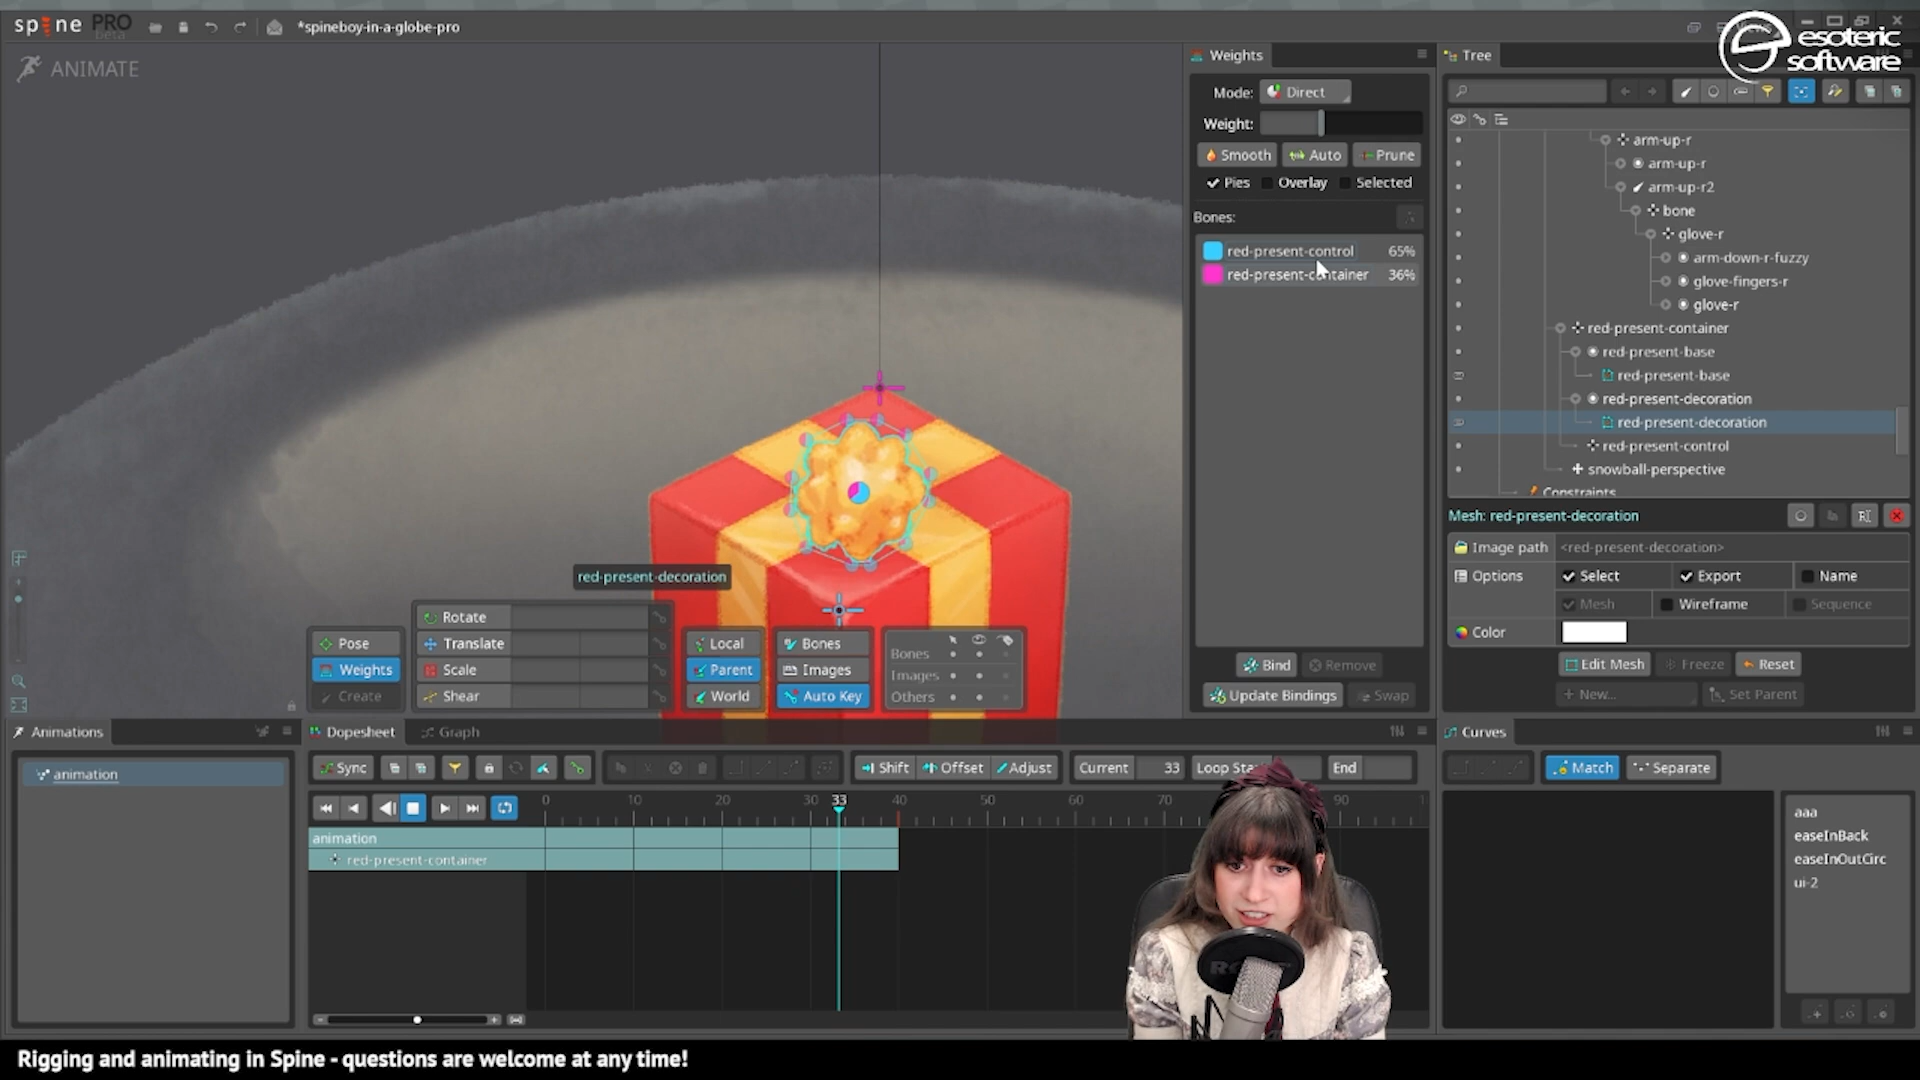 spine PRO
beta
*spineboy-in-a-globe-pro
esoteric
software
ANIMATE
Weights
Mode: Direct
Weight:
Smooth Auto Prune
Pies Overlay Selected
Bones:
red-present-control 65%
red-present-container 36%
Bind Remove
Update Bindings Swap
Tree
arm-up-r
arm-up-r
arm-up-r2
bone
glove-r
arm-down-r-fuzzy
glove-fingers-r
glove-r
red-present-container
red-present-base
red-present-base
red-present-decoration
red-present-decoration
red-present-control
snowball-perspective
Constraints
Mesh: red-present-decoration
Image path <red-present-decoration>
Options Select Export Name
Mesh Wireframe Sequence
Color
Edit Mesh Freeze Reset
New... Set Parent
red-present-decoration
Pose
Weights
Create
Rotate
Translate
Scale
Shear
Local
Parent
World
Bones
Images
Auto Key
Bones
Images
Others
Animations
animation
Dopesheet Graph
Sync Shift Offset Adjust Current 33 Loop End
0 10 20 30 33 40 50 60 70 90
animation
red-present-container
Curves
Match Separate
aaa
easeInBack
easeInOutCirc
ui-2
Rigging and animating in Spine - questions are welcome at any time!